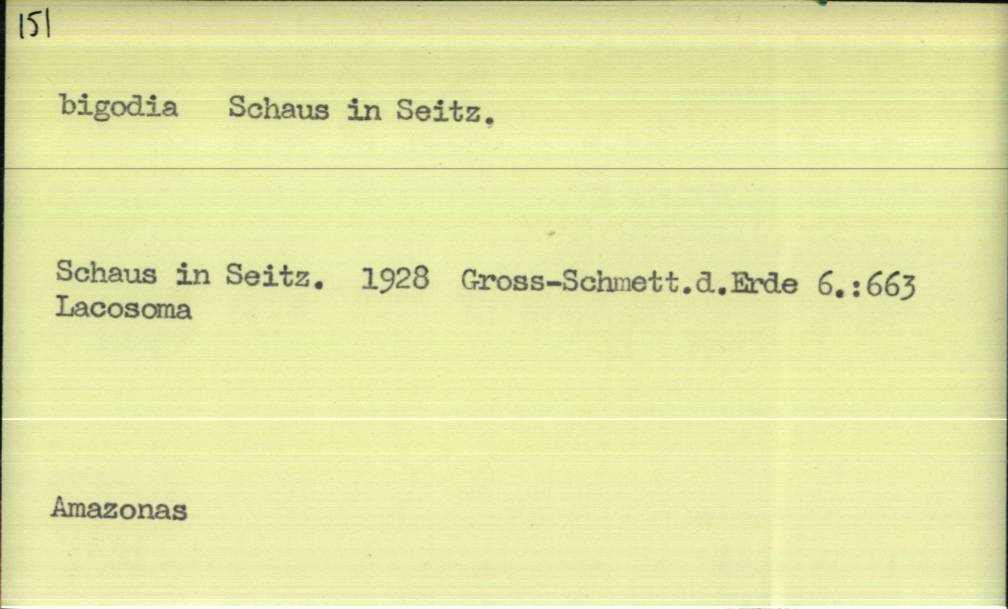 151
bigodia Schaus in Seitz.
Schaus in Seitz. 1928 Gross-Schmett.d.Erde 6.:663
Lacosoma
Amazonas